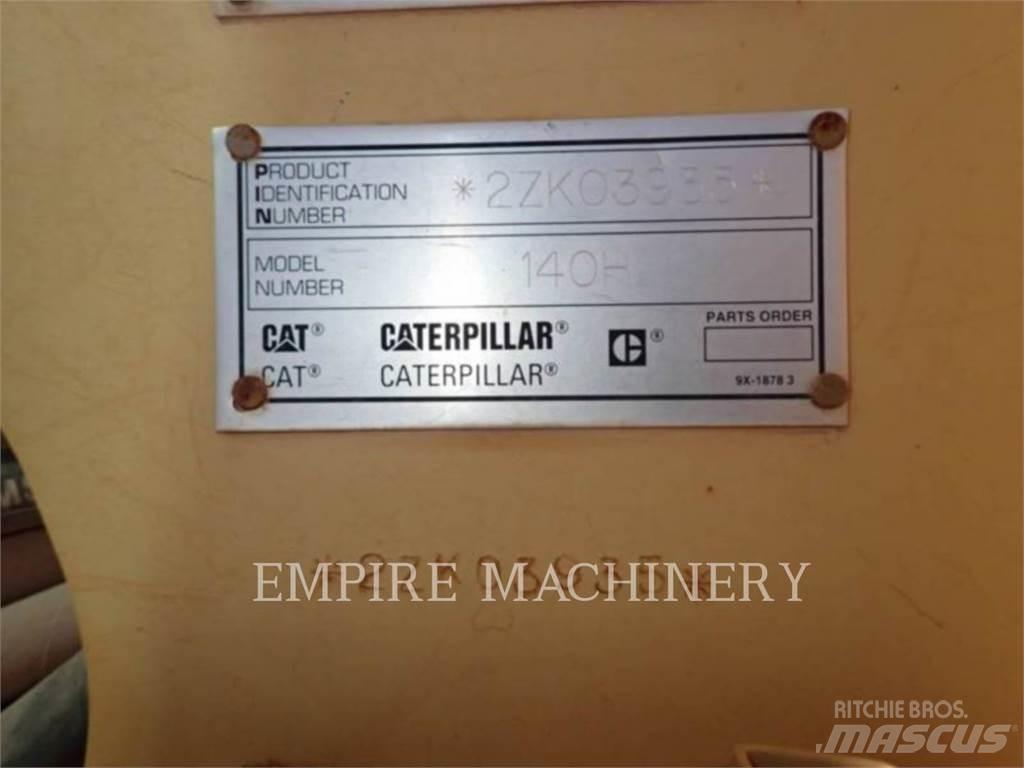 PRODUCT
IDENTIFICATION
NUMBER
*2ZK03935*
MODEL
NUMBER
140H
CAT® CATERPILLAR® C®
CAT® CATERPILLAR®
PARTS ORDER
9X-1878 3
*2ZK03935*
EMPIRE MACHINERY
RITCHIE BROS.
MASCUS